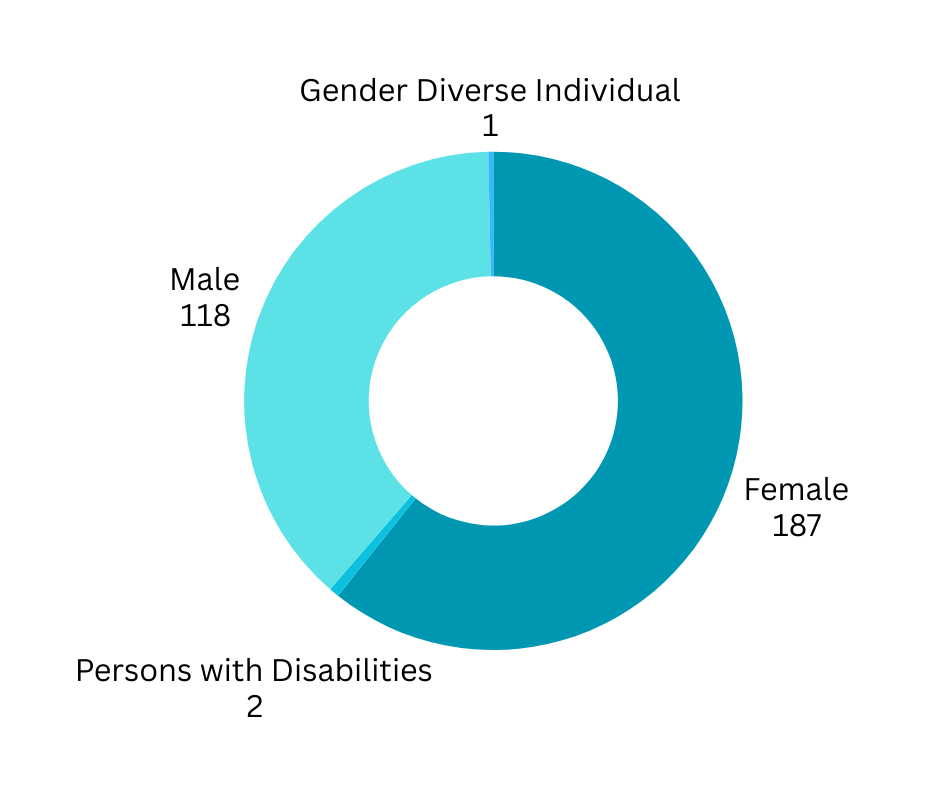 Gender Diverse Individual
1
Male
118
Female
187
Persons with Disabilities
2